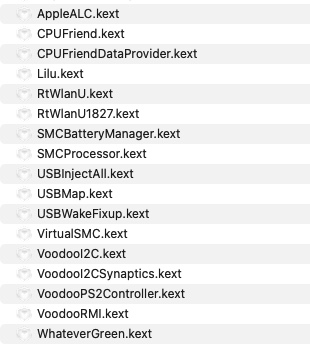 AppleALC.kext
CPUFriend.kext
CPUFriendDataProvider.kext
Lilu.kext
RtWlanU.kext
RtWlanU1827.kext
SMCBatteryManager.kext
SMCProcessor.kext
USBInjectAll.kext
USBMap.kext
USBWakeFixup.kext
VirtualSMC.kext
VoodooI2C.kext
VoodooI2CSynaptics.kext
VoodooPS2Controller.kext
VoodooRMI.kext
WhateverGreen.kext